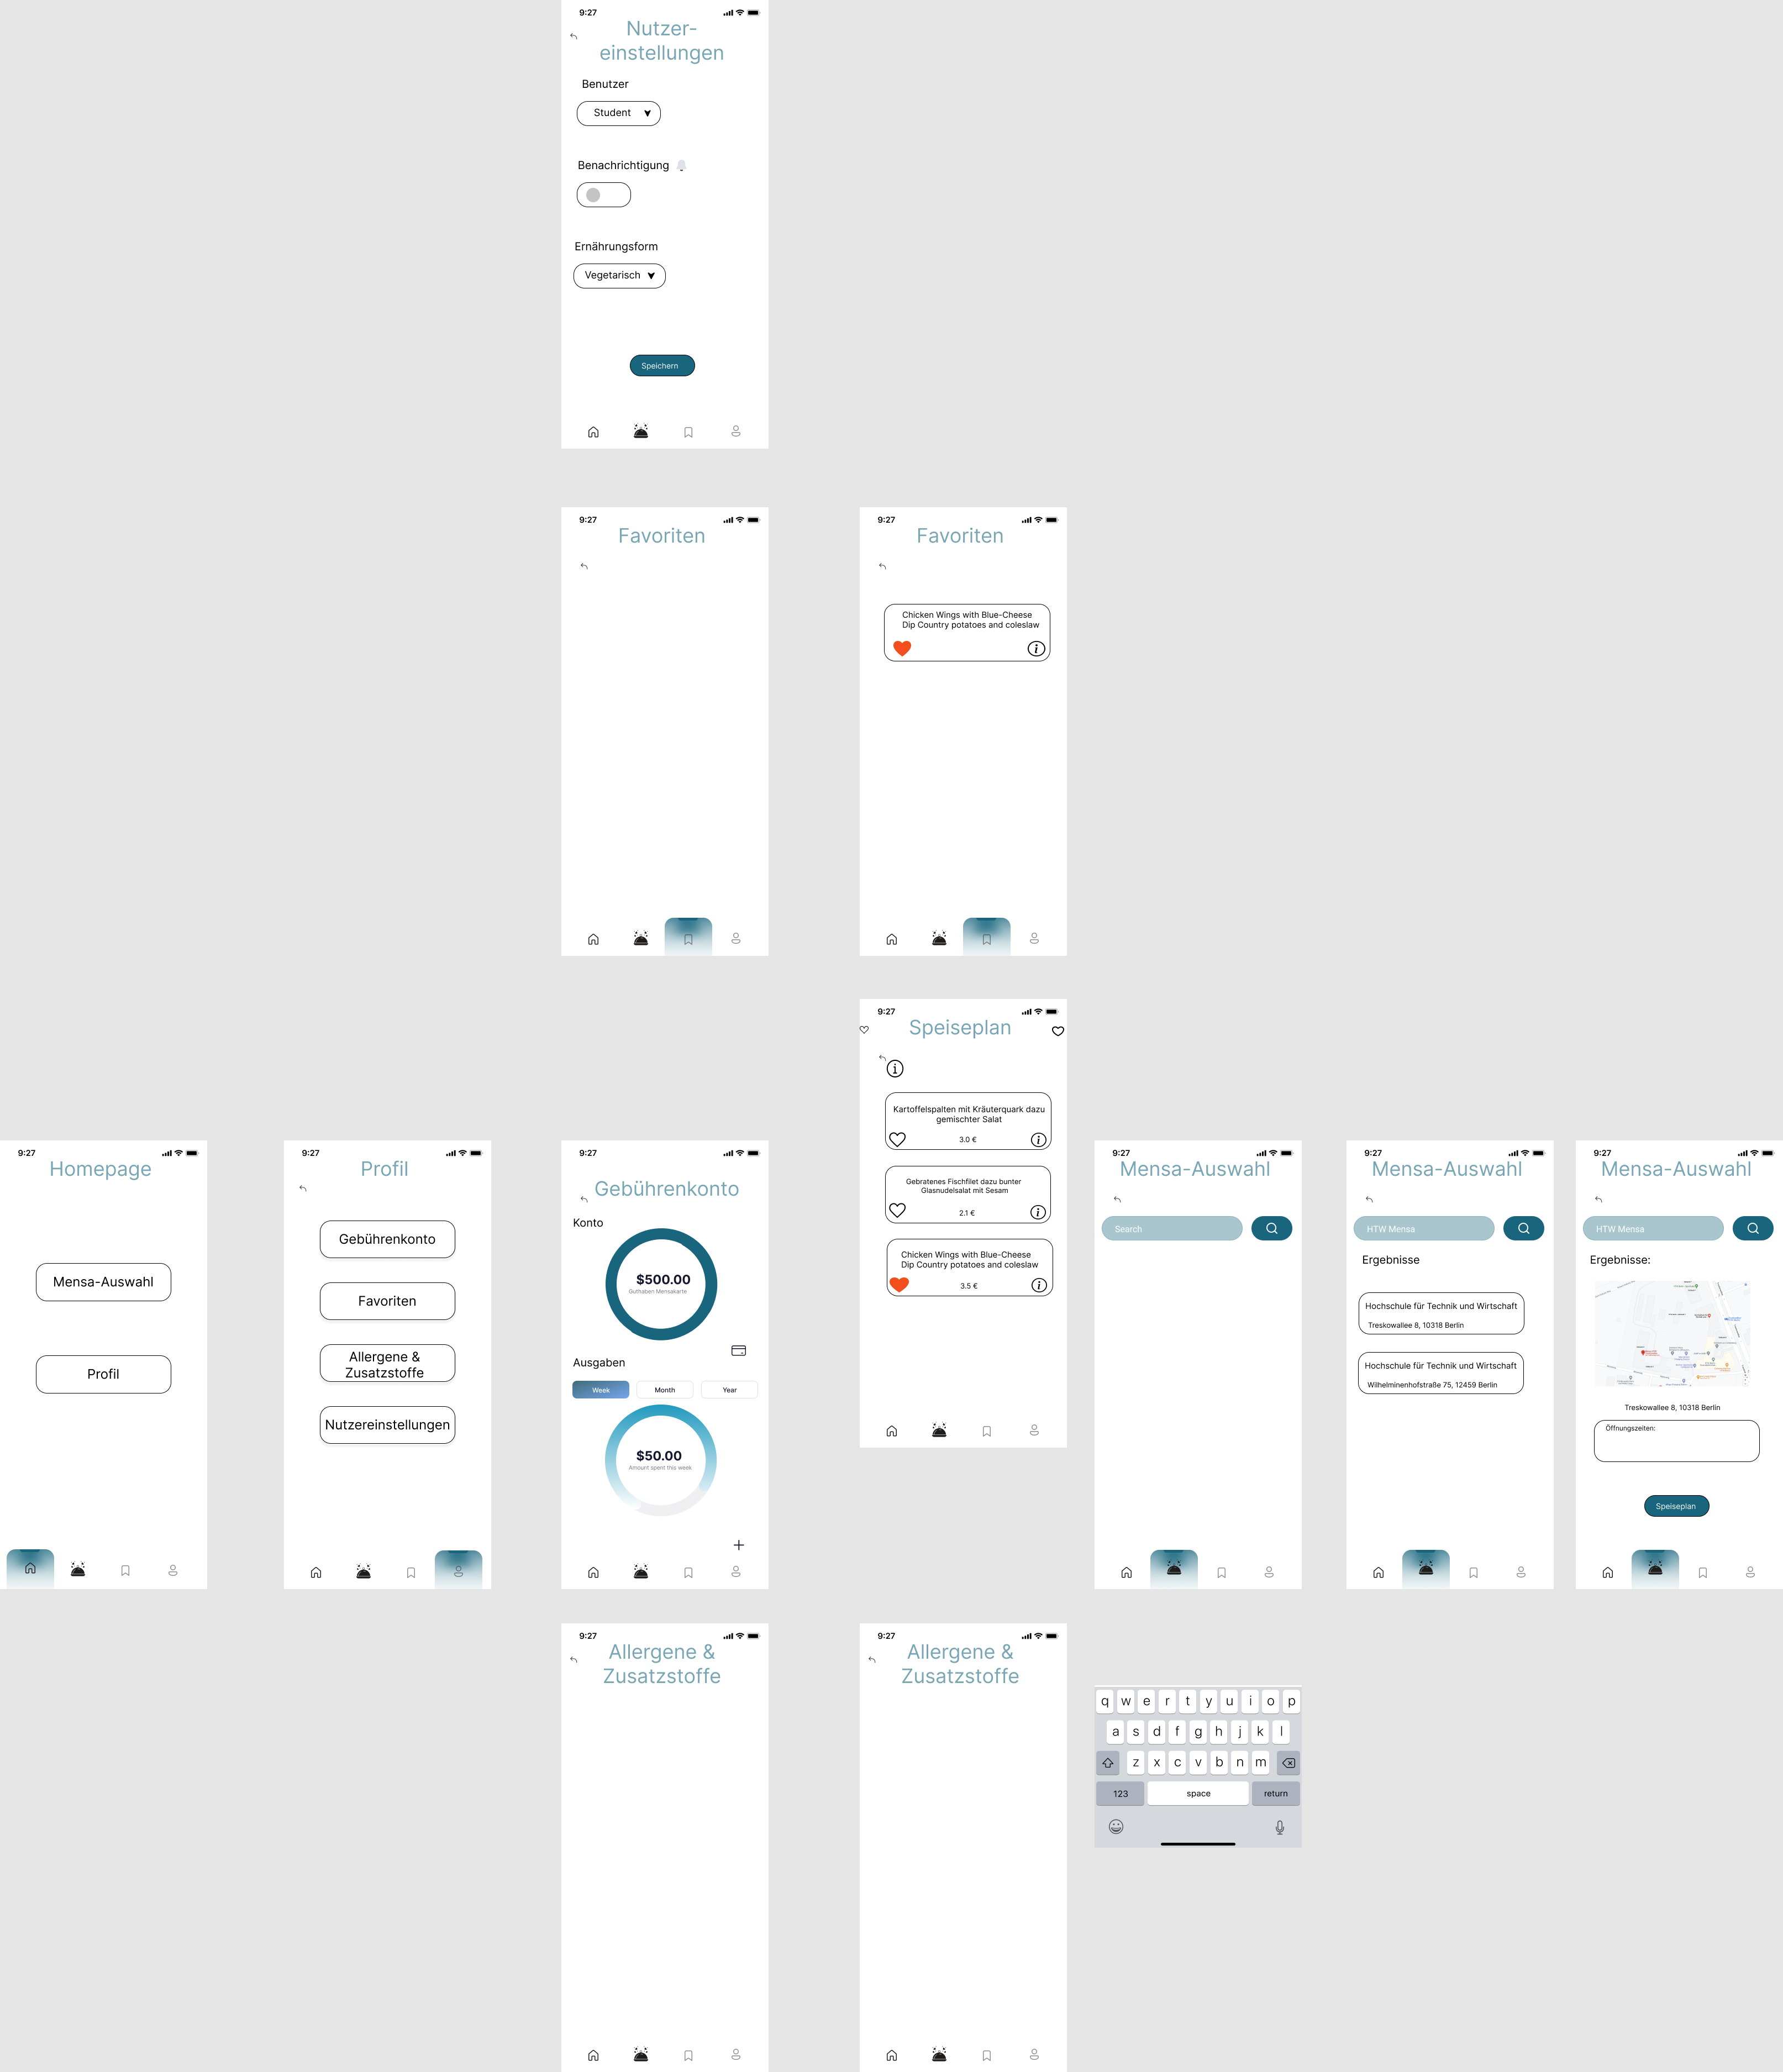 9:27
Nutzer-
einstellungen
Benutzer
Student
Benachrichtigung
Ernährungsform
Vegetarisch
Speichern
9:27
Favoriten
9:27
Favoriten
Chicken Wings with Blue-Cheese
Dip Country potatoes and coleslaw
9:27
Speiseplan
Kartoffelspalten mit Kräuterquark dazu
gemischter Salat
3.0 €
Gebratenes Fischfilet dazu bunter
Glasnudelsalat mit Sesam
2.1 €
Chicken Wings with Blue-Cheese
Dip Country potatoes and coleslaw
3.5 €
9:27
Homepage
Mensa-Auswahl
Profil
9:27
Profil
Gebührenkonto
Favoriten
Allergene &
Zusatzstoffe
Nutzereinstellungen
9:27
Gebührenkonto
Konto
$500.00
Guthaben Mensakarte
Ausgaben
Week
Month
Year
$50.00
Amount spent this week
9:27
Mensa-Auswahl
Search
9:27
Mensa-Auswahl
HTW Mensa
Ergebnisse
Hochschule für Technik und Wirtschaft
Treskowallee 8, 10318 Berlin
Hochschule für Technik und Wirtschaft
Wilhelminenhofstraße 75, 12459 Berlin
9:27
Mensa-Auswahl
HTW Mensa
Ergebnisse:
Treskowallee 8, 10318 Berlin
Öffnungszeiten:
Speiseplan
9:27
Allergene &
Zusatzstoffe
9:27
Allergene &
Zusatzstoffe
q w e r t y u i o p
a s d f g h j k l
z x c v b n m
123 space return